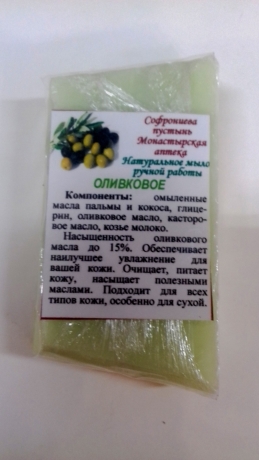 Софрониева
пустынь
Монастырская
аптека
Натуральное мыло
ручной работы
ОЛИВКОВОЕ
Компоненты: омыленные
масла пальмы и кокоса, глице-
рин, оливковое масло, касторо-
вое масло, козье молоко.
Насыщенность оливкового
масла до 15%. Обеспечивает
наилучшее увлажнение для
вашей кожи. Очищает, питает
кожу, насыщает полезными
маслами. Подходит для всех
типов кожи, особенно для сухой.